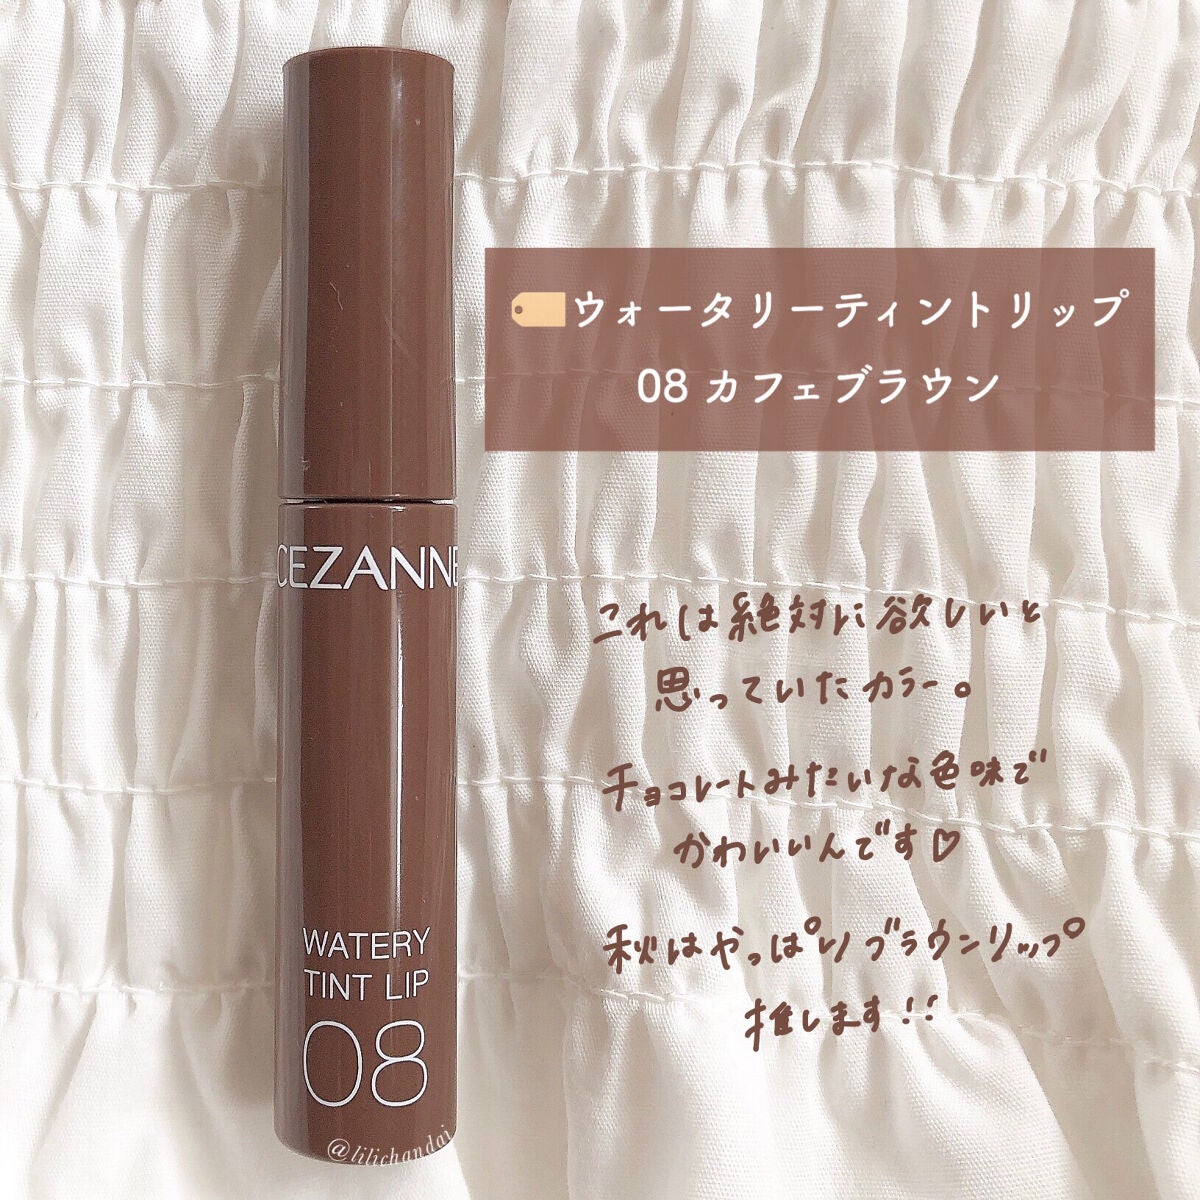 ウォータリーティントリップ
08 カフェブラウン
CEZANNE
これは絶対に欲しいと
思っていたカラー。
チョコレートみたいな色味で
かわいいんです♡
秋はやっぱりブラウンリップ
推します!!
WATERY
TINT LIP
08
@lilichandai